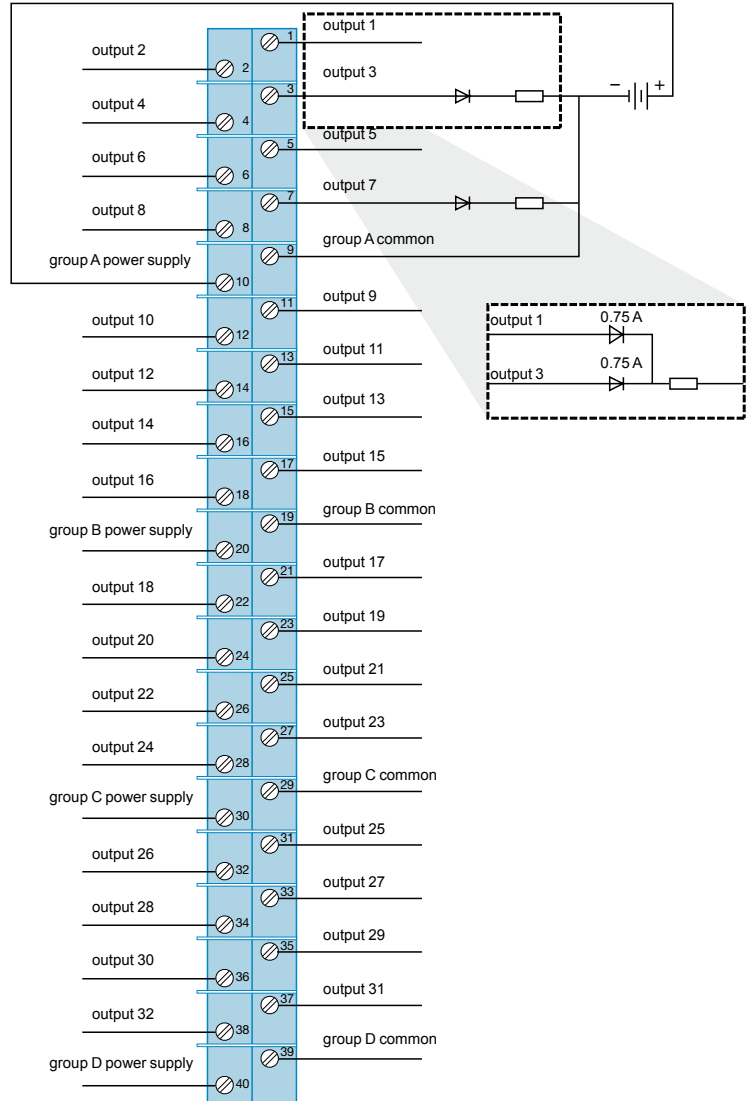 output 1
1
output 2
2
output 3
3
− +
output 4
4
output 5
5
output 6
6
output 7
7
output 8
8
group A common
9
group A power supply
10
output 9
11
output 1 0.75 A
output 10
12
output 11
13
output 3 0.75 A
output 12
14
output 13
15
output 14
16
output 15
17
output 16
18
group B common
19
group B power supply
20
output 17
21
output 18
22
output 19
23
output 20
24
output 21
25
output 22
26
output 23
27
output 24
28
group C common
29
group C power supply
30
output 25
31
output 26
32
output 27
33
output 28
34
output 29
35
output 30
36
output 31
37
output 32
38
group D common
39
group D power supply
40